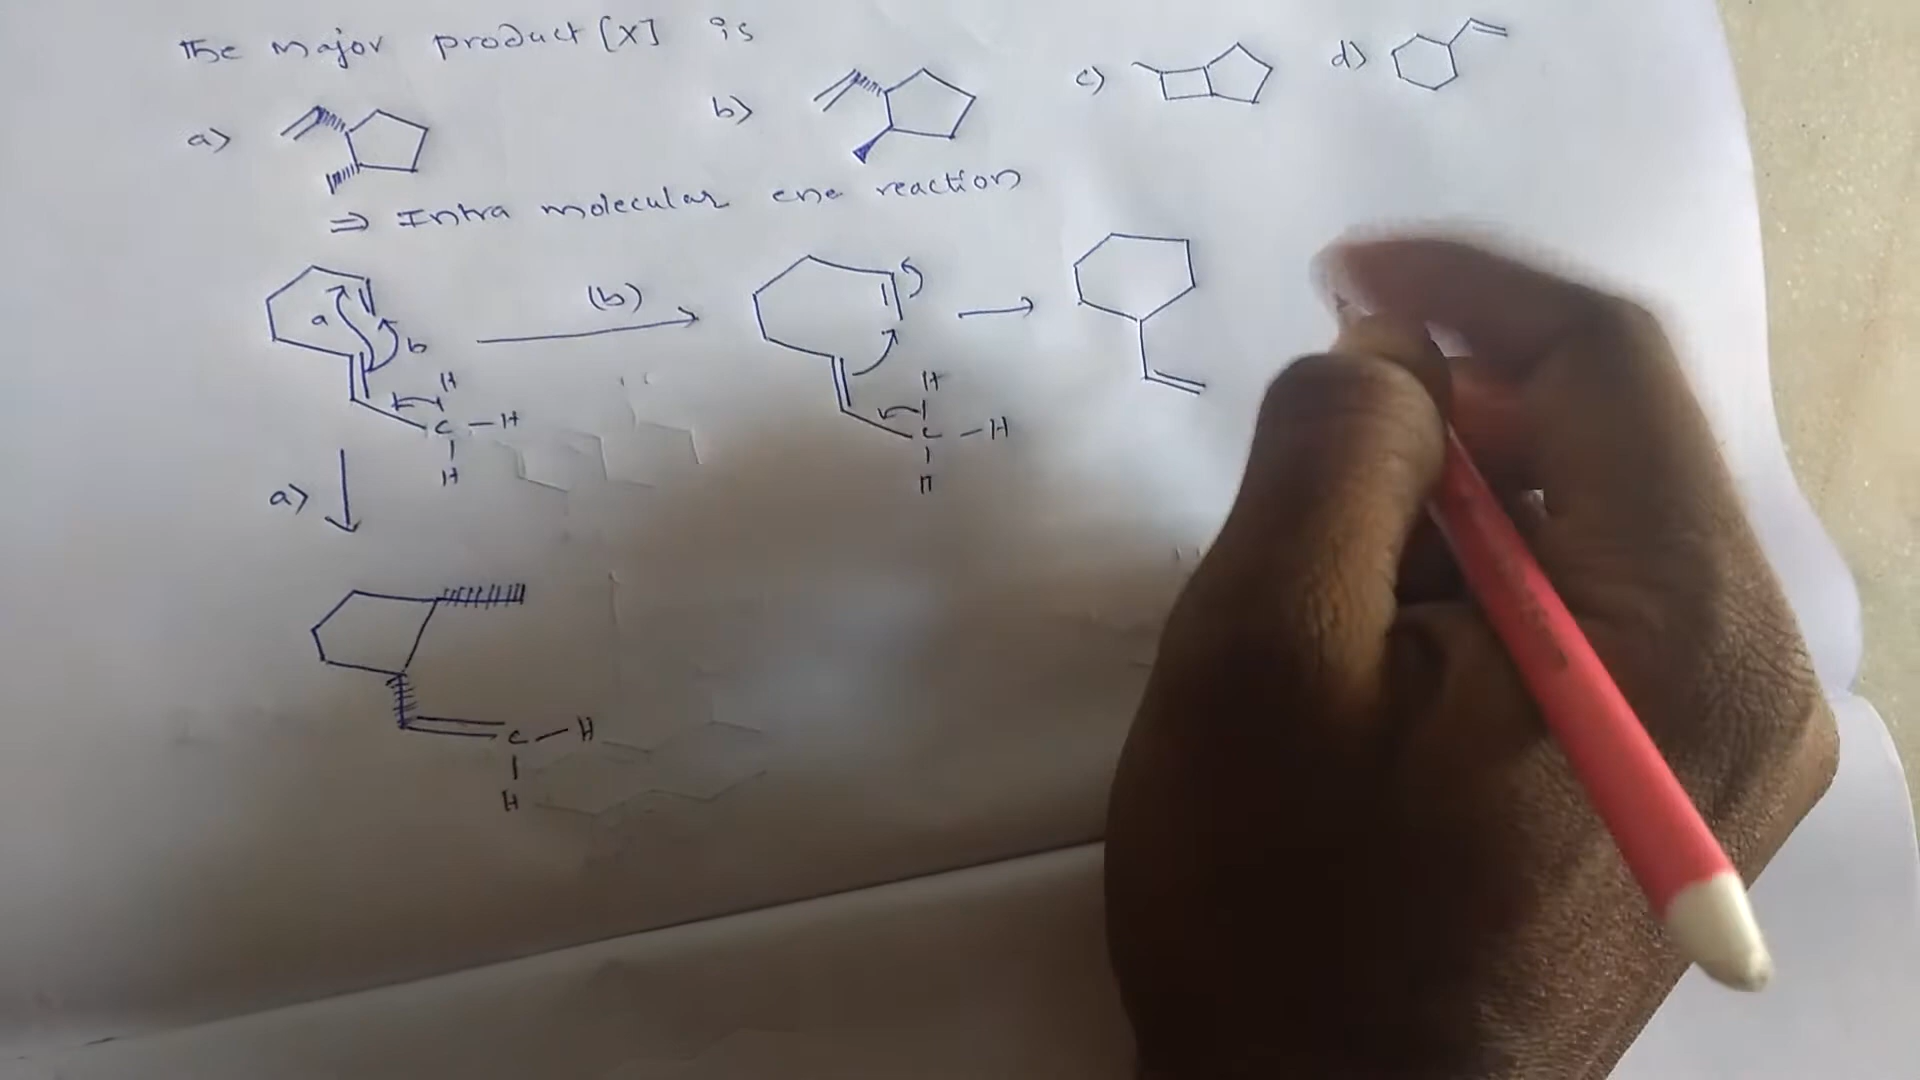 The major product [X] is
a) b) c) d)
⇒ Intra molecular ene reaction
a b (b)
H H
C – H C – H
H H
a)
C – H
H